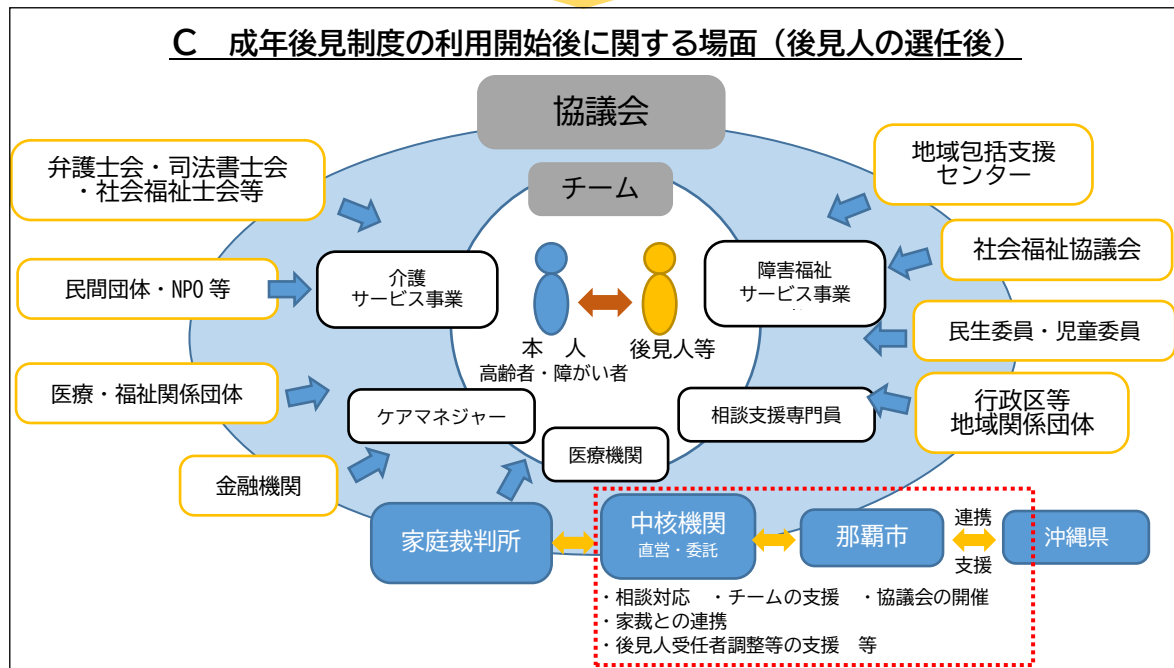 C 成年後見制度の利用開始後に関する場面（後見人の選任後）
協議会
チーム
弁護士会・司法書士会
・社会福祉士会等
地域包括支援
センター
民間団体・NPO 等
介護
サービス事業
障害福祉
サービス事業
社会福祉協議会
民生委員・児童委員
本 人
高齢者・障がい者
後見人等
医療・福祉関係団体
ケアマネジャー
相談支援専門員
行政区等
地域関係団体
医療機関
金融機関
家庭裁判所
中核機関
直営・委託
那覇市
連携
支援
沖縄県
・相談対応 ・チームの支援 ・協議会の開催
・家裁との連携
・後見人受任者調整等の支援 等